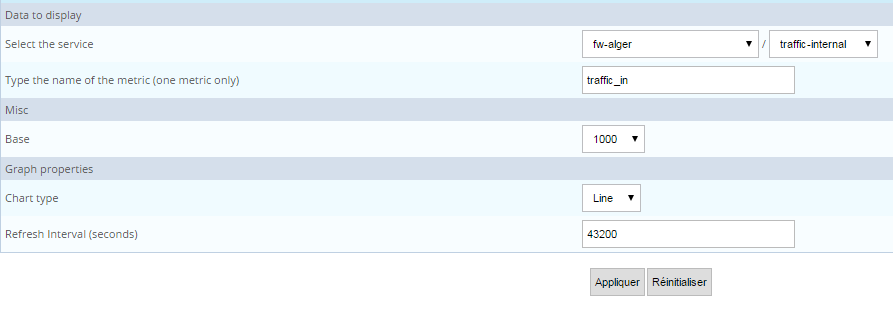 Data to display
Select the service fw-alger / traffic-internal
Type the name of the metric (one metric only) traffic_in
Misc
Base 1000
Graph properties
Chart type Line
Refresh Interval (seconds) 43200
Appliquer Réinitialiser